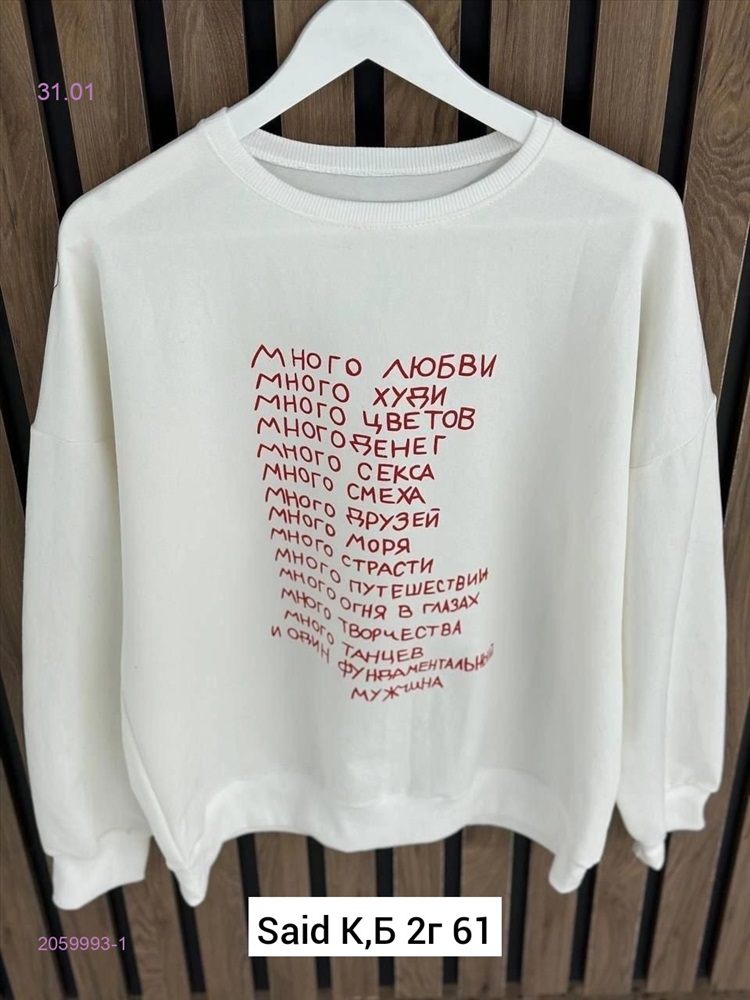 31.01
МНОГО ЛЮБВИ
МНОГО ХУДИ
МНОГО ЦВЕТОВ
МНОГО ДЕНЕГ
МНОГО СЕКСА
МНОГО СМЕХА
МНОГО ДРУЗЕЙ
МНОГО МОРЯ
МНОГО СТРАСТИ
МНОГО ПУТЕШЕСТВИИ
МНОГО ОГНЯ В ГЛАЗАХ
МНОГО ТВОРЧЕСТВА
МНОГО ТАНЦЕВ
И ОДИН ФУНДАМЕНТАЛЬНЫЙ
МУЖЧИНА
Said К,Б 2г 61
2059993-1